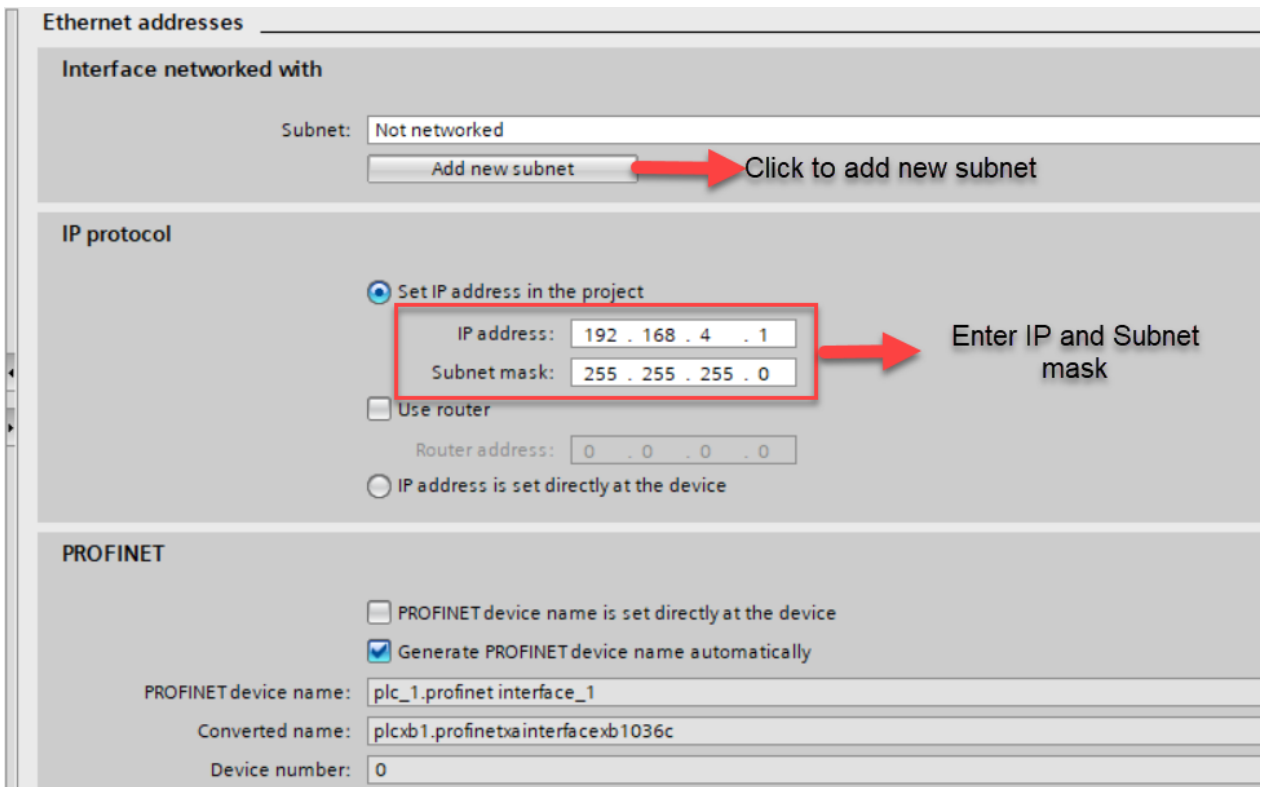 Ethernet addresses
Interface networked with
Subnet: Not networked
Add new subnet Click to add new subnet
IP protocol
Set IP address in the project
IP address: 192 . 168 . 4 . 1
Enter IP and Subnet
mask
Subnet mask: 255 . 255 . 255 . 0
Use router
Router address: 0 . 0 . 0 . 0
IP address is set directly at the device
PROFINET
PROFINET device name is set directly at the device
Generate PROFINET device name automatically
PROFINET device name: plc_1.profinet interface_1
Converted name: plcxb1.profinetxainterfacexb1036c
Device number: 0